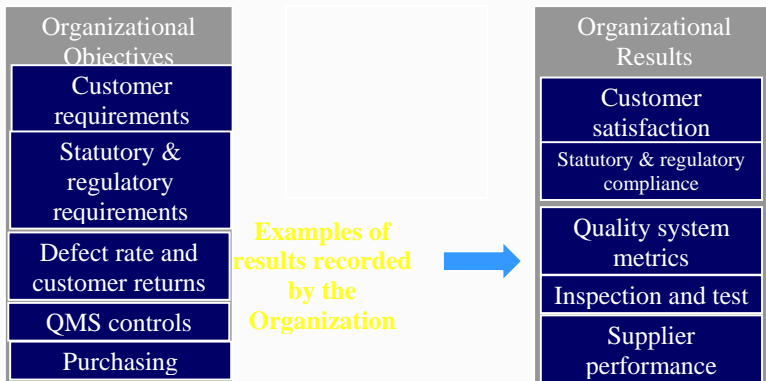 Organizational
Objectives
Customer
requirements
Statutory &
regulatory
requirements
Defect rate and
customer returns
QMS controls
Purchasing
Examples of
results recorded
by the
Organization
Organizational
Results
Customer
satisfaction
Statutory & regulatory
compliance
Quality system
metrics
Inspection and test
Supplier
performance